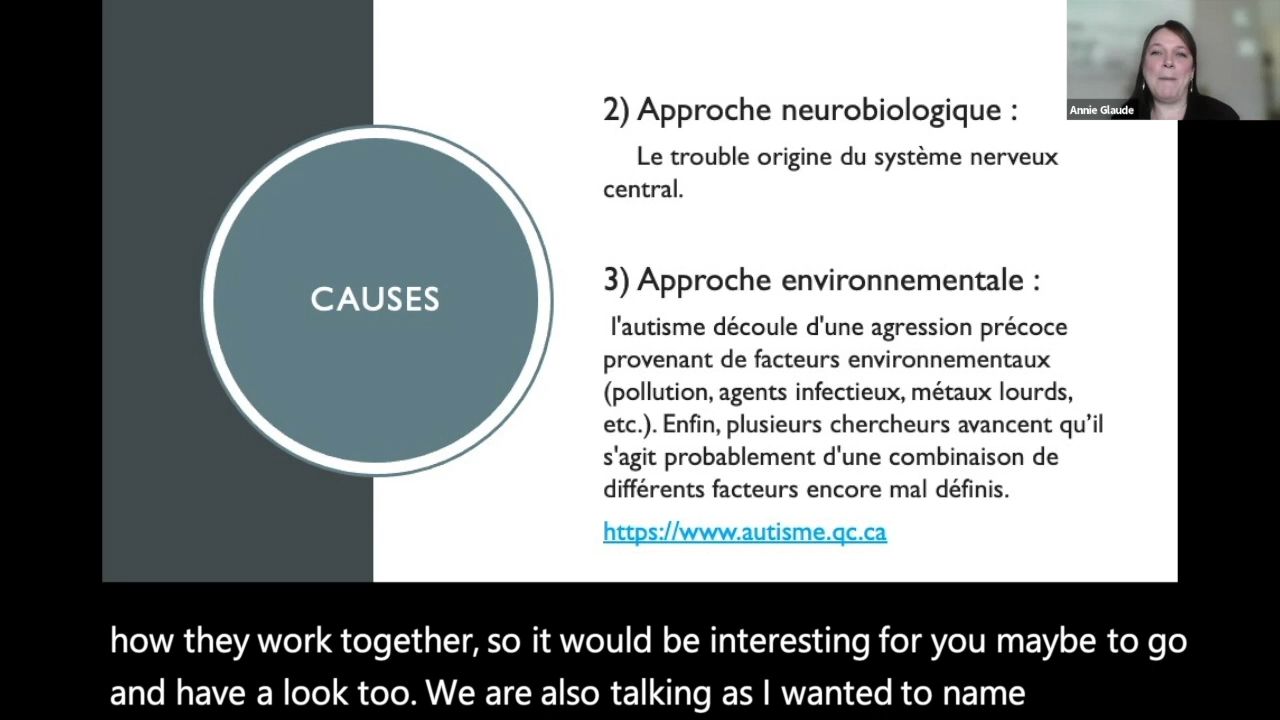 Annie Glaude
CAUSES
2) Approche neurobiologique :
Le trouble origine du système nerveux
central.
3) Approche environnementale :
l'autisme découle d'une agression précoce
provenant de facteurs environnementaux
(pollution, agents infectieux, métaux lourds,
etc.). Enfin, plusieurs chercheurs avancent qu’il
s'agit probablement d'une combinaison de
différents facteurs encore mal définis.
https://www.autisme.qc.ca
how they work together, so it would be interesting for you maybe to go
and have a look too. We are also talking as I wanted to name